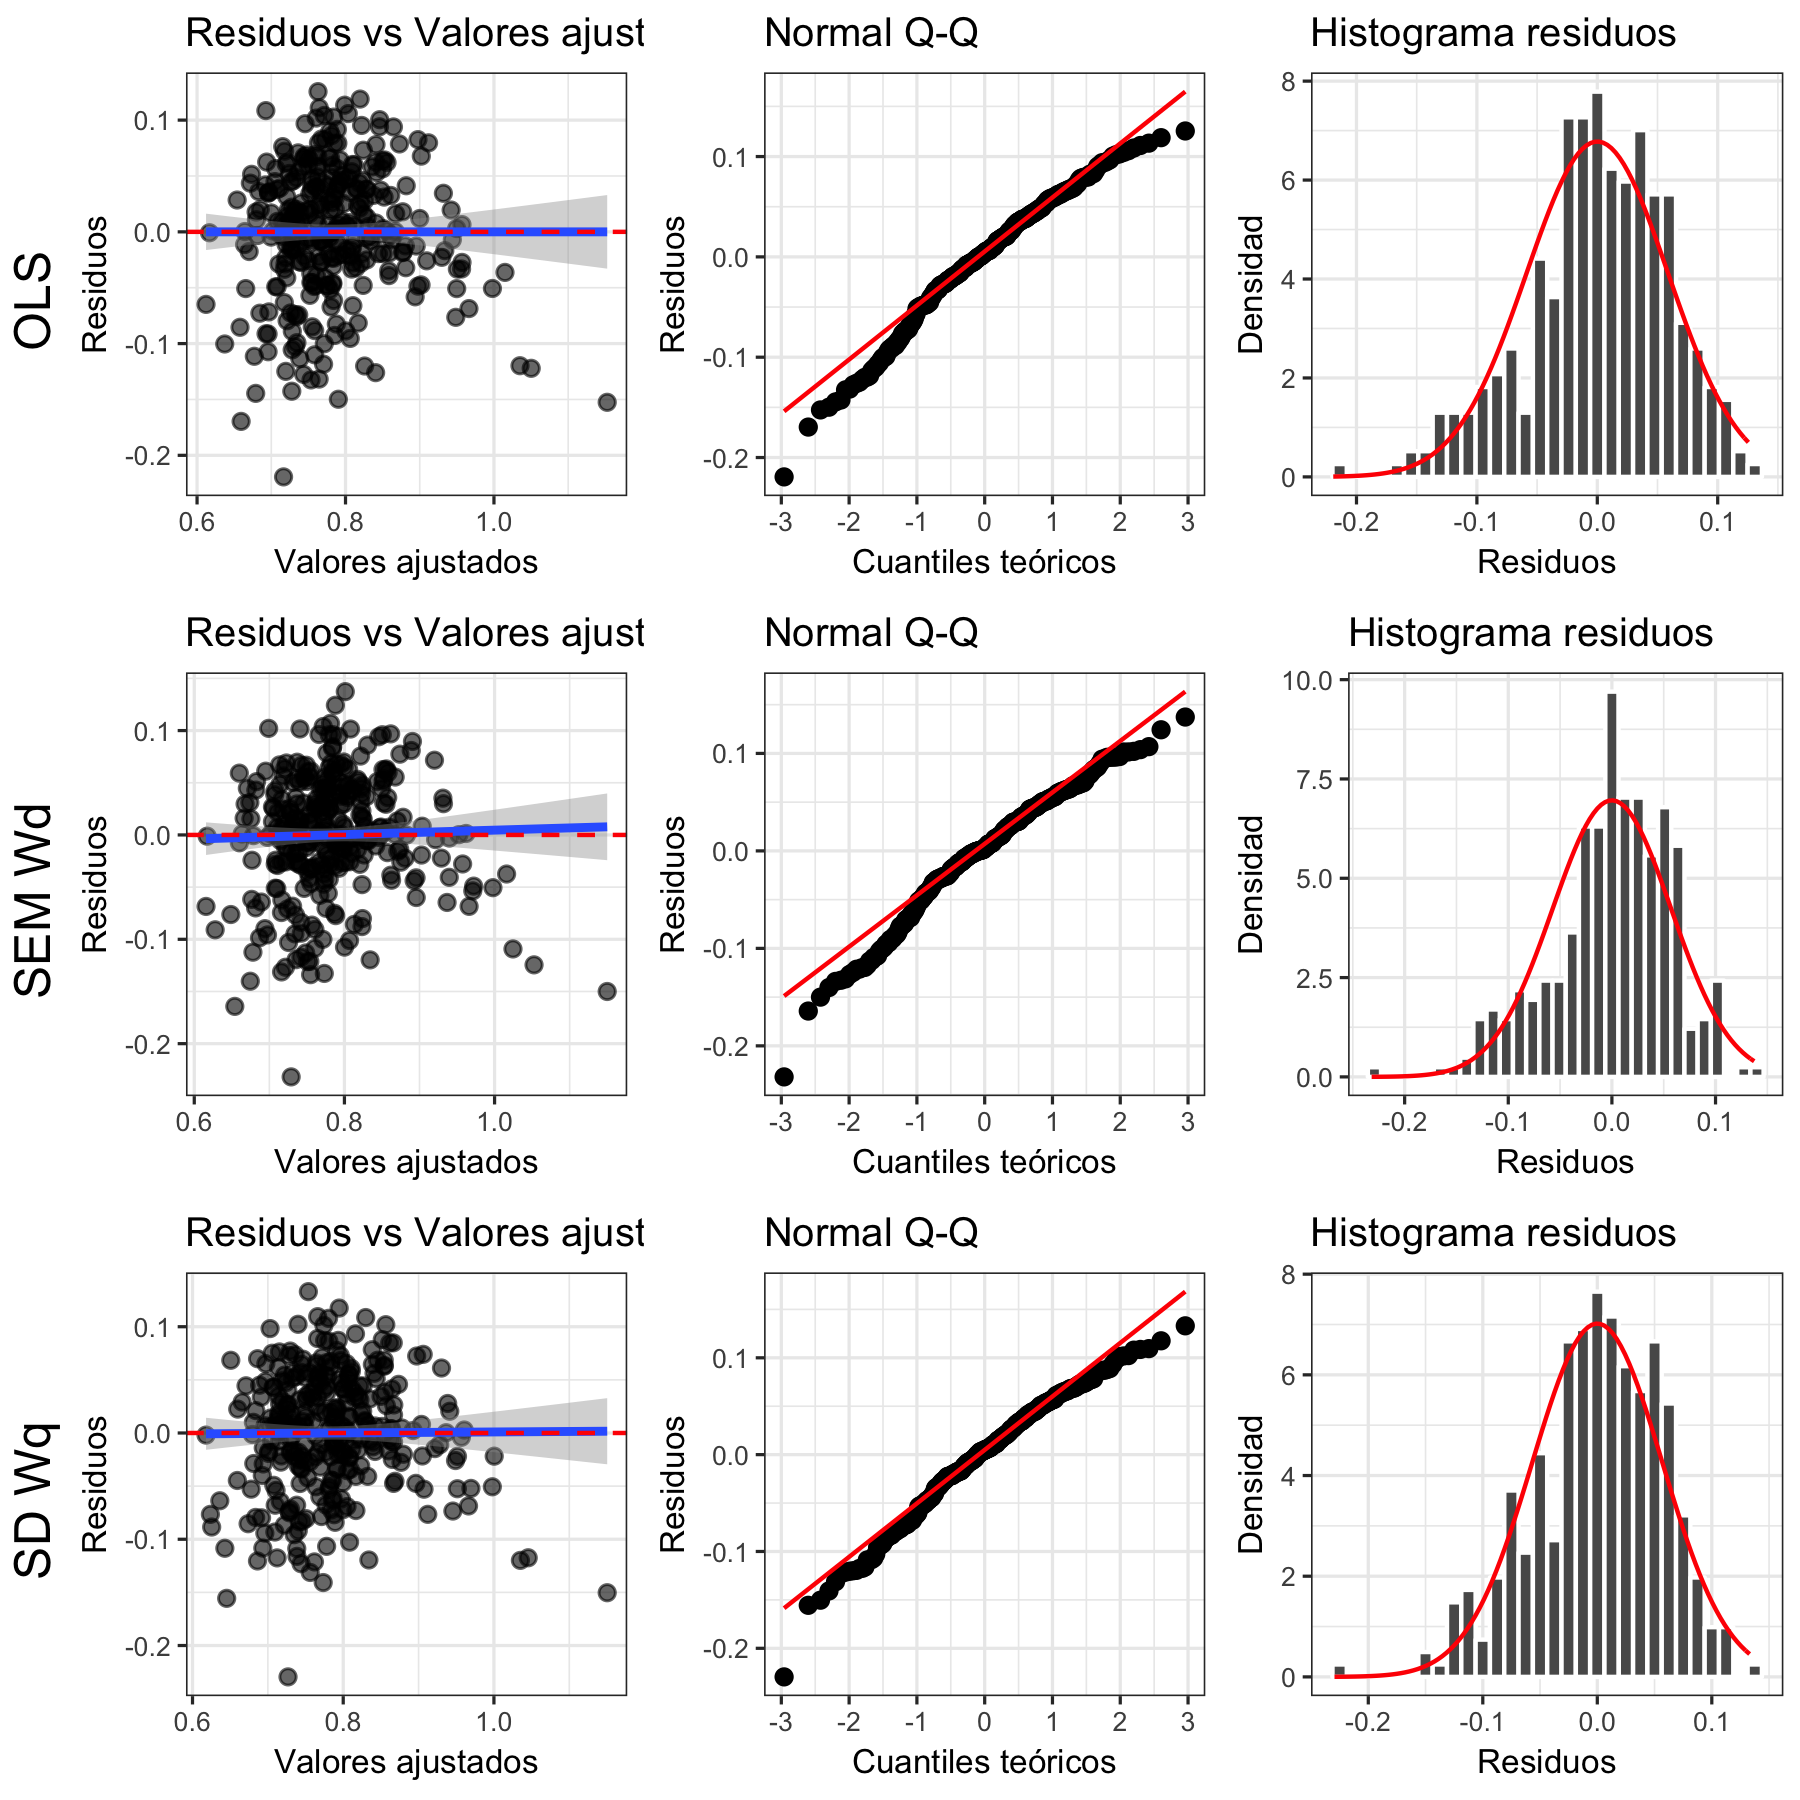 Residuos vs Valores ajust
Normal Q-Q
Histograma residuos
OLS
Residuos
0.1
0.0
-0.1
-0.2
0.6 0.8 1.0
Valores ajustados
Residuos
0.1
0.0
-0.1
-0.2
-3 -2 -1 0 1 2 3
Cuantiles teóricos
Densidad
8
6
4
2
0
-0.2 -0.1 0.0 0.1
Residuos
Residuos vs Valores ajust
Normal Q-Q
Histograma residuos
SEM Wd
Residuos
0.1
0.0
-0.1
-0.2
0.6 0.8 1.0
Valores ajustados
Residuos
0.1
0.0
-0.1
-0.2
-3 -2 -1 0 1 2 3
Cuantiles teóricos
Densidad
10.0
7.5
5.0
2.5
0.0
-0.2 -0.1 0.0 0.1
Residuos
Residuos vs Valores ajust
Normal Q-Q
Histograma residuos
SD Wq
Residuos
0.1
0.0
-0.1
-0.2
0.6 0.8 1.0
Valores ajustados
Residuos
0.1
0.0
-0.1
-0.2
-3 -2 -1 0 1 2 3
Cuantiles teóricos
Densidad
8
6
4
2
0
-0.2 -0.1 0.0 0.1
Residuos